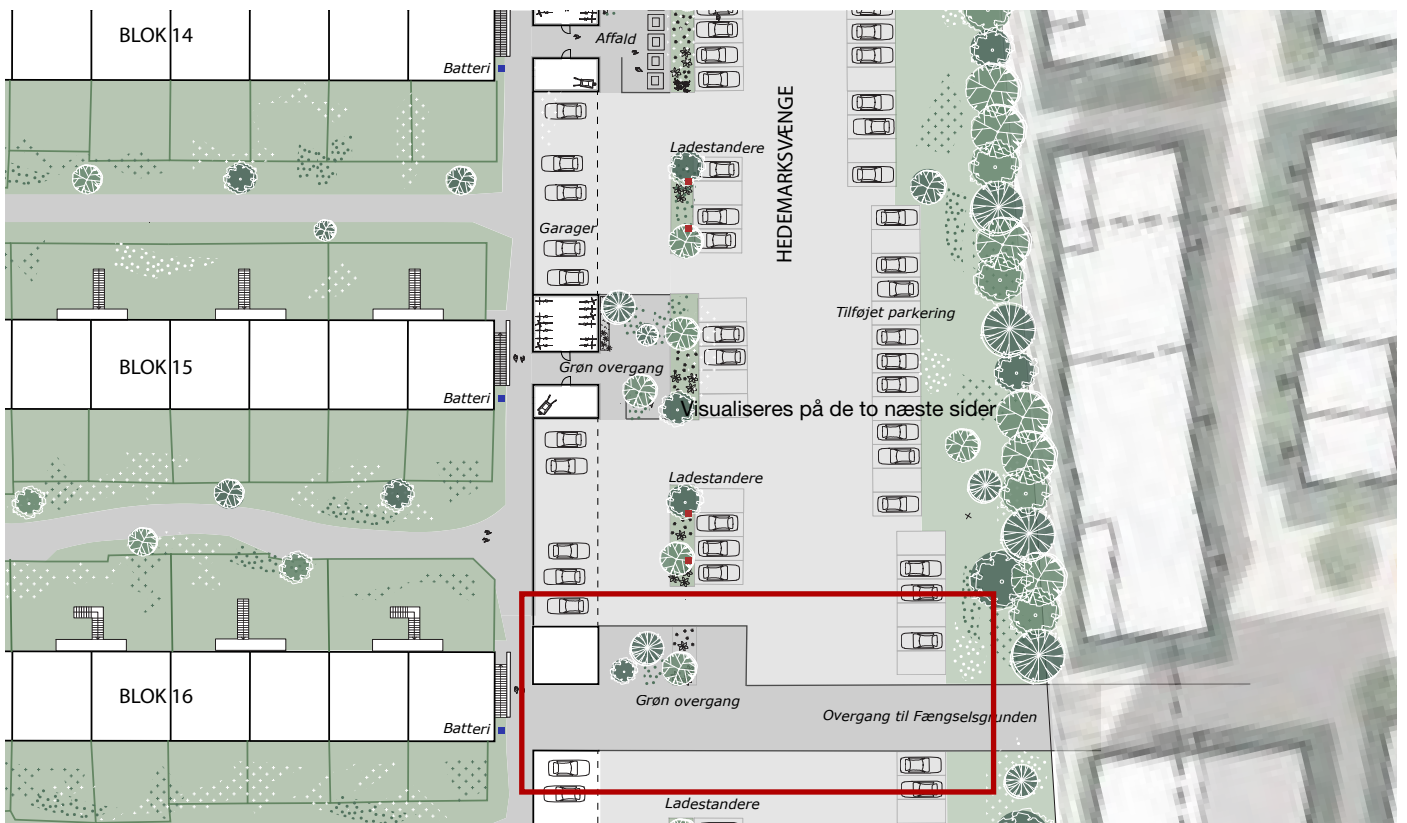 BLOK 14
Affald
Batteri
HEDEMARKSVÆNGE
Ladestandere
Garager
Tilføjet parkering
BLOK 15
Grøn overgang
Batteri
Visualiseres på de to næste sider
Ladestandere
BLOK 16
Grøn overgang
Overgang til Fængselsgrunden
Batteri
Ladestandere